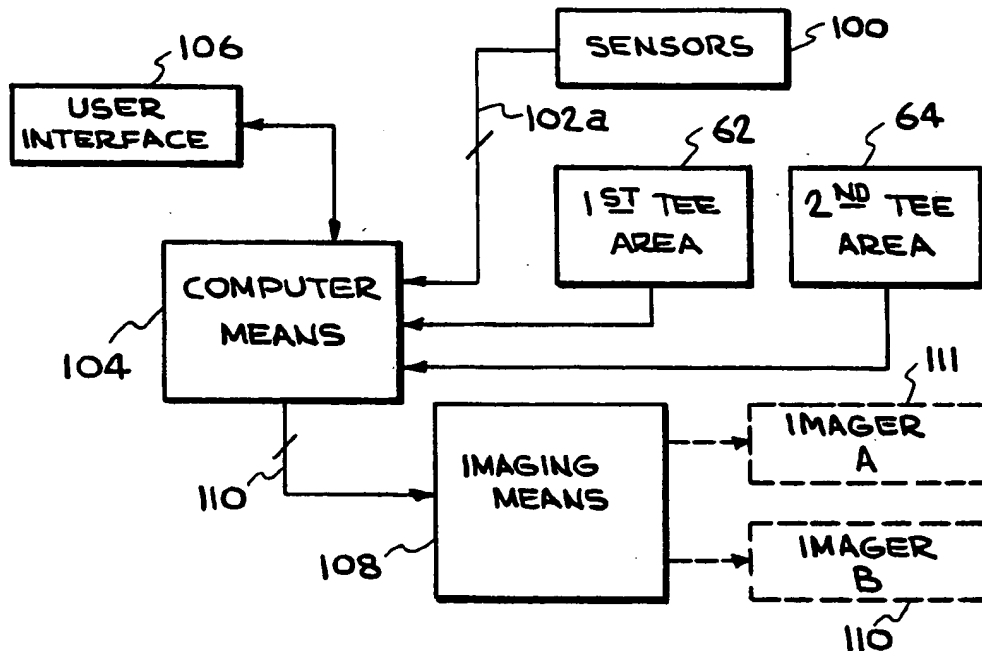 106
SENSORS
100
USER
INTERFACE
102a
62
64
1ST TEE
AREA
2ND TEE
AREA
COMPUTER
MEANS
104
111
IMAGER
A
IMAGING
MEANS
110
108
IMAGER
B
110